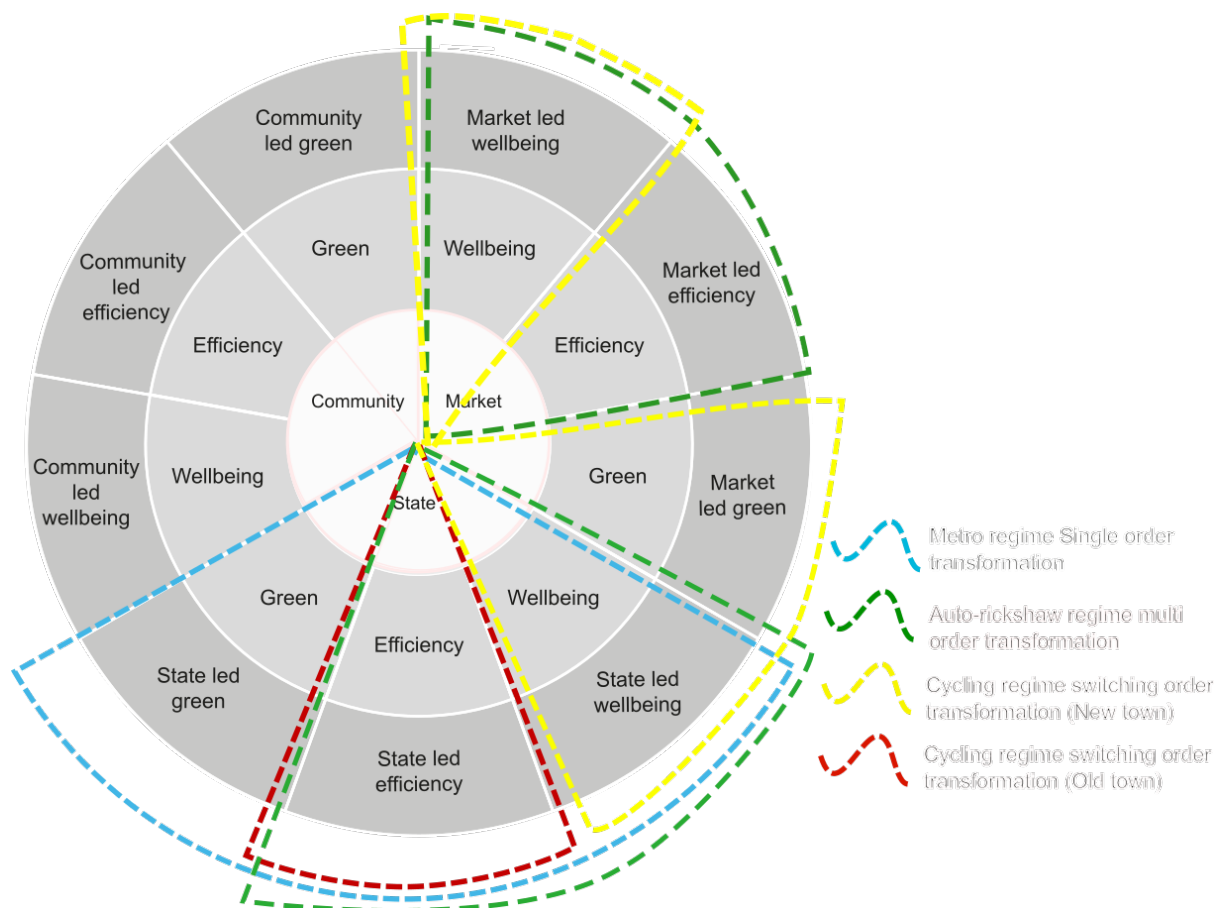 Community
led green
Market led
wellbeing
Green
Wellbeing
Community
led
efficiency
Market led
efficiency
Efficiency
Efficiency
Community
Market
Community
led
wellbeing
Wellbeing
Green
Market
led green
State
Green
Wellbeing
Efficiency
State led
green
State led
wellbeing
State led
efficiency
Metro regime Single order
transformation
Auto-rickshaw regime multi
order transformation
Cycling regime switching order
transformation (New town)
Cycling regime switching order
transformation (Old town)